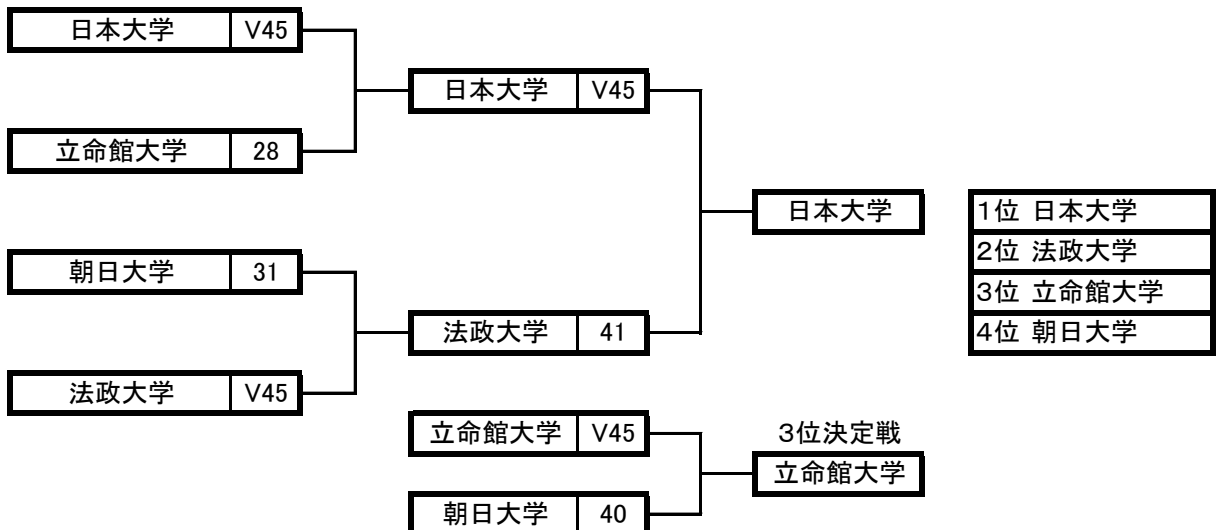 日本大学 V45
立命館大学 28
朝日大学 31
法政大学 V45
日本大学 V45
法政大学 41
日本大学
立命館大学 V45
朝日大学 40
3位決定戦
立命館大学
1位 日本大学
2位 法政大学
3位 立命館大学
4位 朝日大学